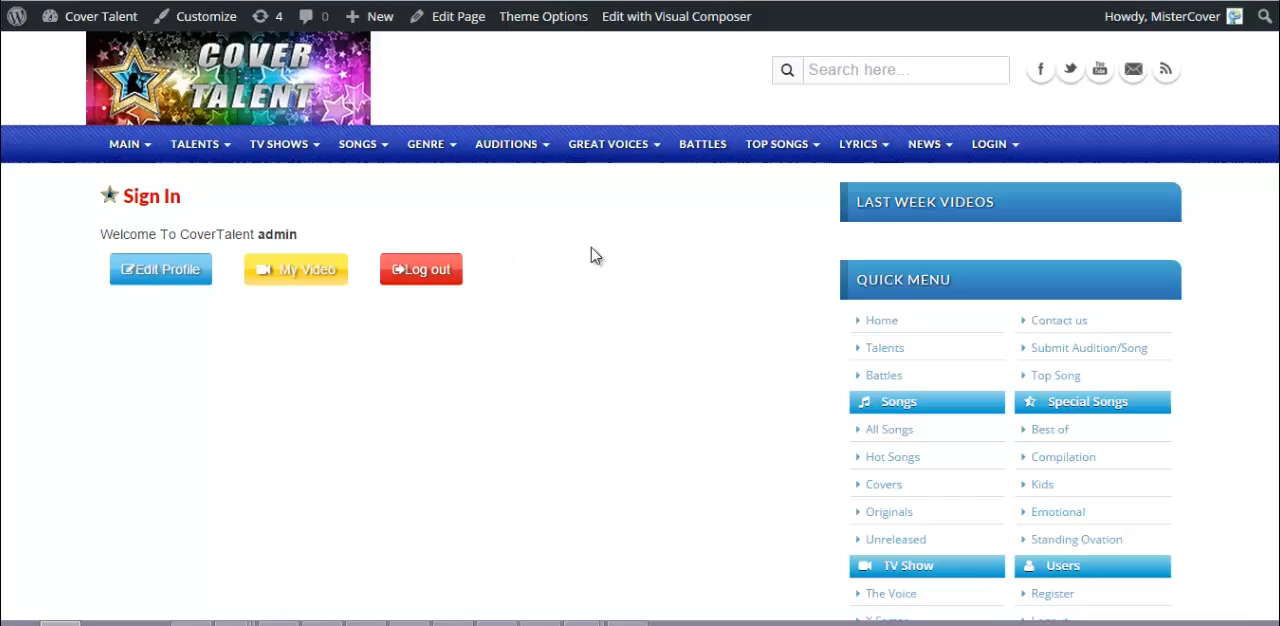 Cover Talent Customize 4 0 New Edit Page Theme Options Edit with Visual Composer Howdy, MisterCover
COVER
TALENT
Search here...
You Tube
MAIN TALENTS TV SHOWS SONGS GENRE AUDITIONS GREAT VOICES BATTLES TOP SONGS LYRICS NEWS LOGIN
Sign In
Welcome To CoverTalent admin
Edit Profile My Video Log out
LAST WEEK VIDEOS
QUICK MENU
Home Contact us
Talents Submit Audition/Song
Battles Top Song
Songs Special Songs
All Songs Best of
Hot Songs Compilation
Covers Kids
Originals Emotional
Unreleased Standing Ovation
TV Show Users
The Voice Register